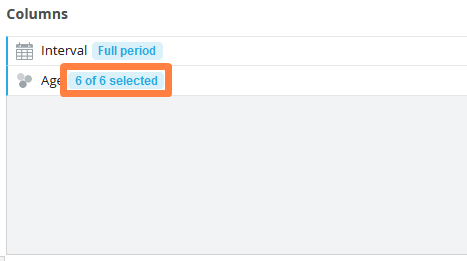 Columns
Interval Full period
Age 6 of 6 selected